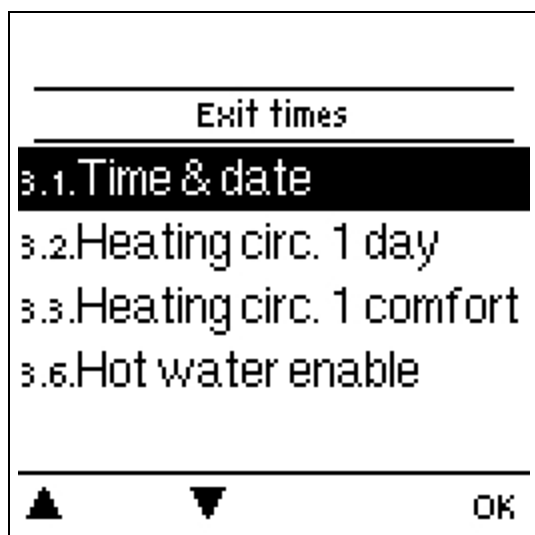 Exit times
3.1.Time & date
3.2.Heating circ. 1 day
3.3.Heating circ. 1 comfort
3.6.Hot water enable
▲ ▼ OK